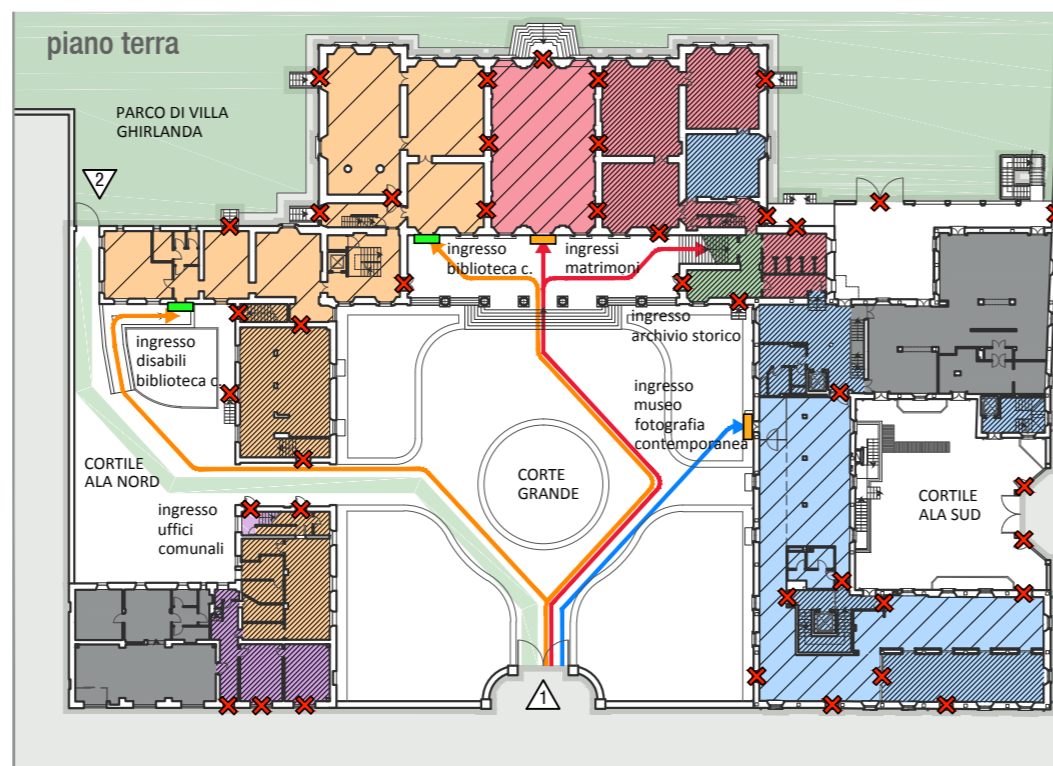 piano terra
PARCO DI VILLA
GHIRLANDA
2
ingresso
biblioteca c.
ingressi
matrimoni
ingresso
archivio storico
ingresso
disabili
biblioteca c.
ingresso
museo
fotografia
contemporanea
CORTE
GRANDE
CORTILE
ALA NORD
CORTILE
ALA SUD
ingresso
uffici
comunali
1